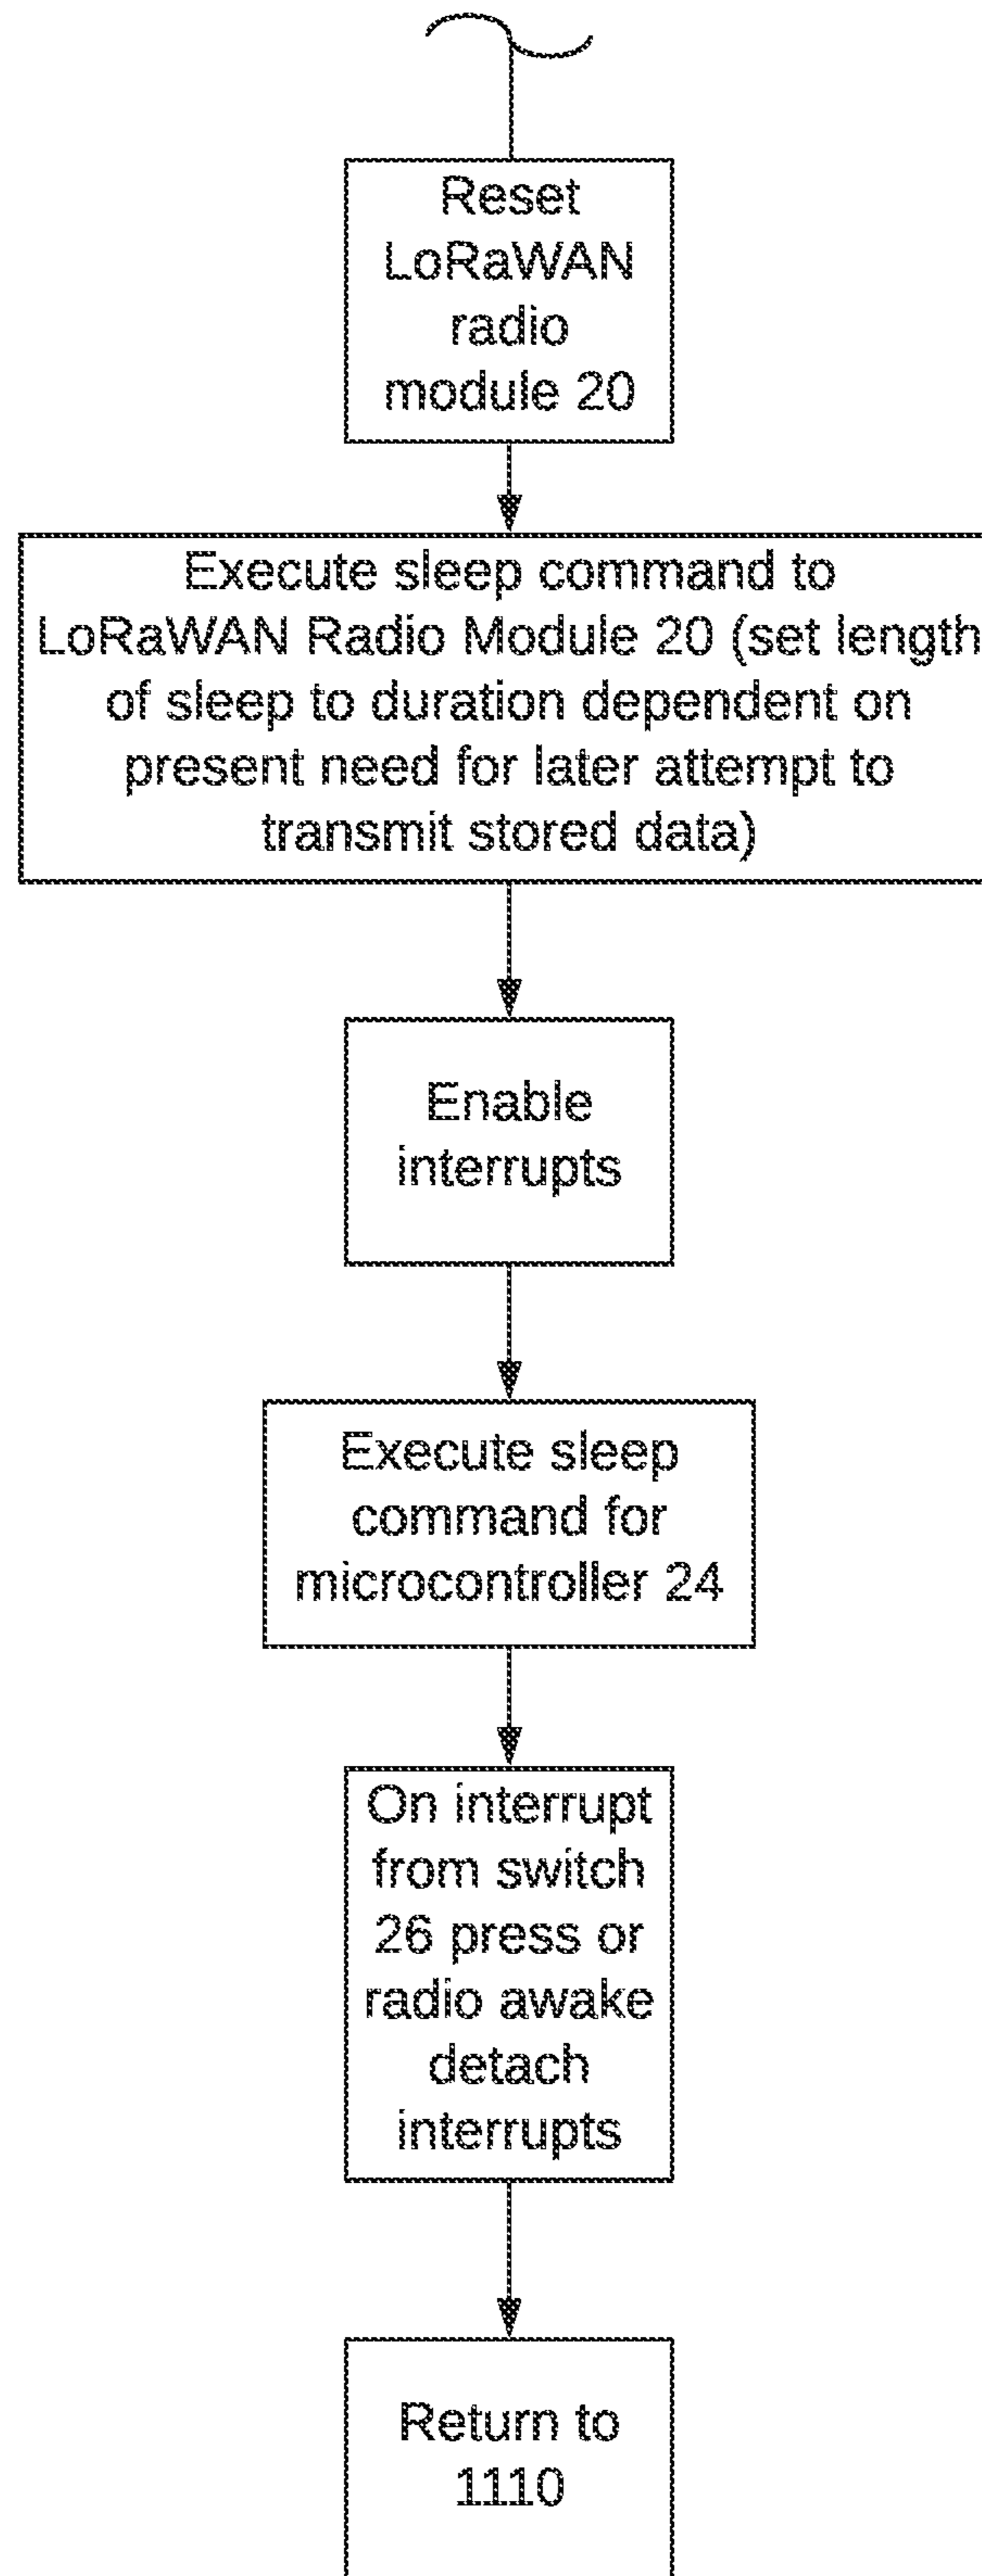 Reset
LoRaWAN
radio
module 20
Execute sleep command to
LoRaWAN Radio Module 20 (set length
of sleep to duration dependent on
present need for later attempt to
transmit stored data)
Enable
interrupts
Execute sleep
command for
microcontroller 24
On interrupt
from switch
26 press or
radio awake
detach
interrupts
Return to
1110